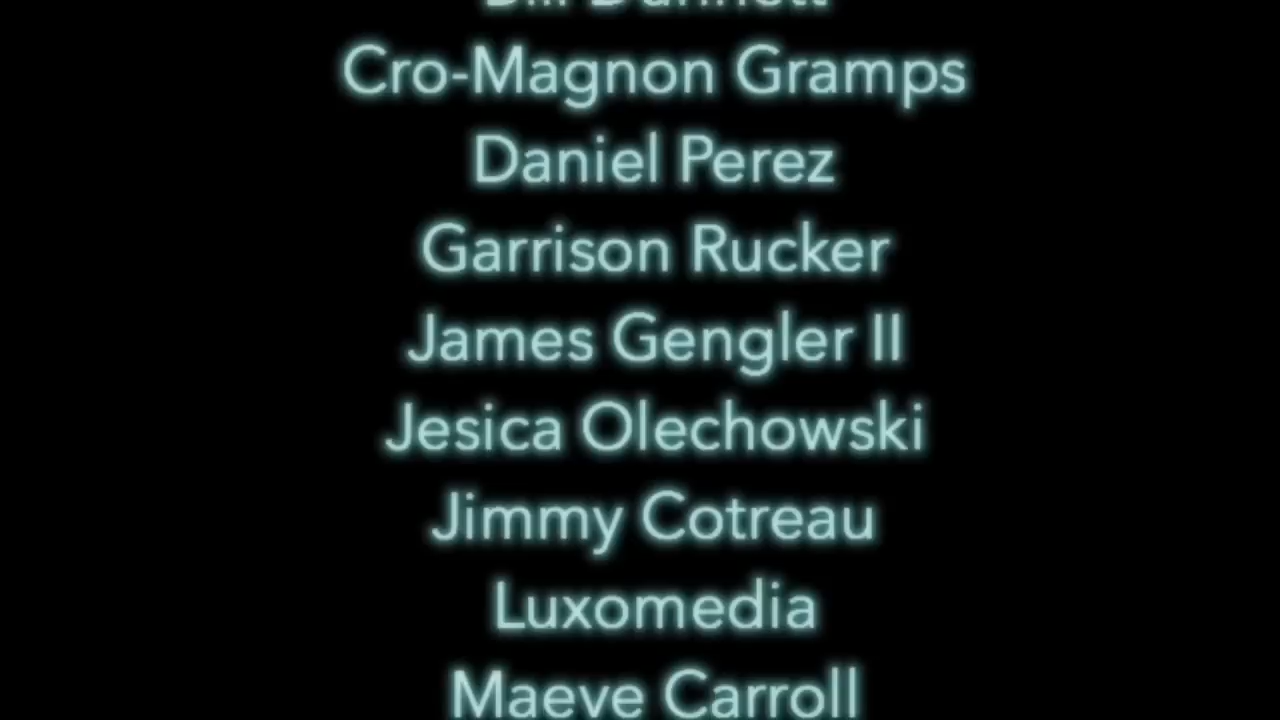 Cro-Magnon Gramps
Daniel Perez
Garrison Rucker
James Gengler II
Jesica Olechowski
Jimmy Cotreau
Luxomedia
Maeve Carroll